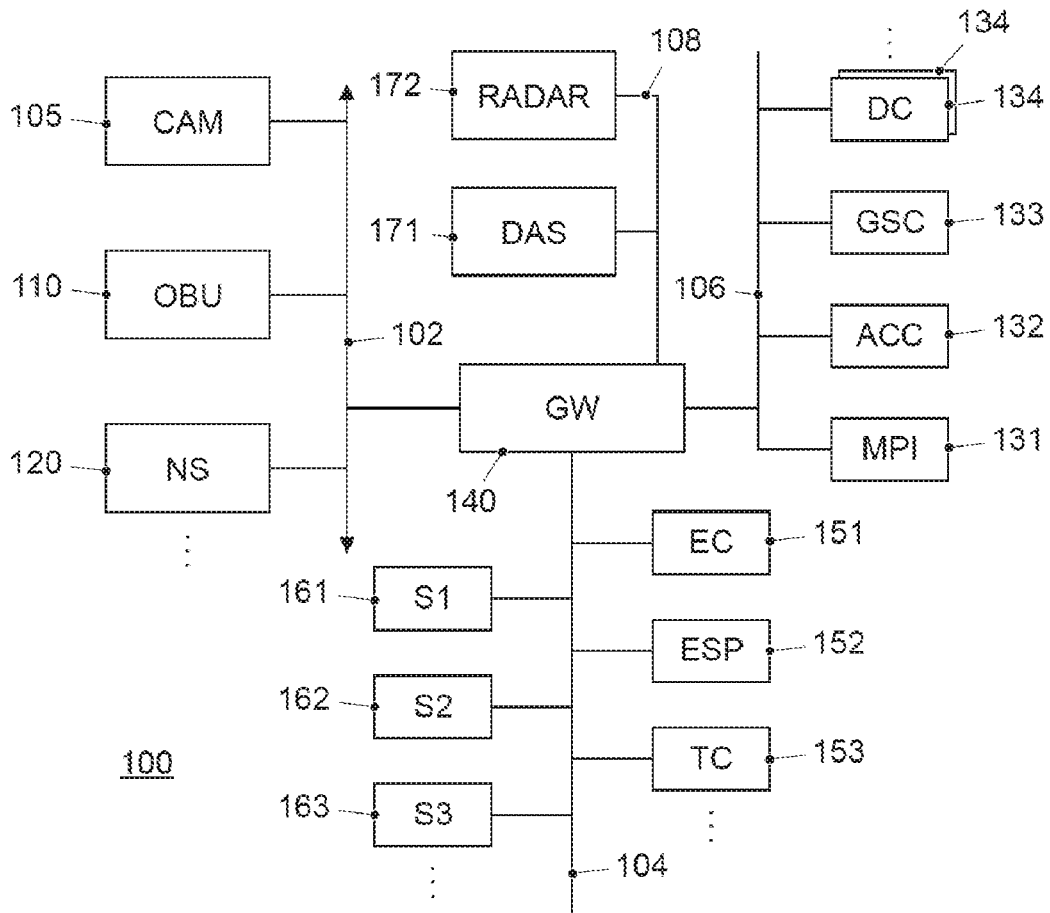 134
108
172 RADAR
105 CAM
DC 134
171 DAS
GSC 133
110 OBU
106
102
ACC 132
GW
120 NS
MPI 131
140
EC 151
161 S1
ESP 152
162 S2
TC 153
100
163 S3
104